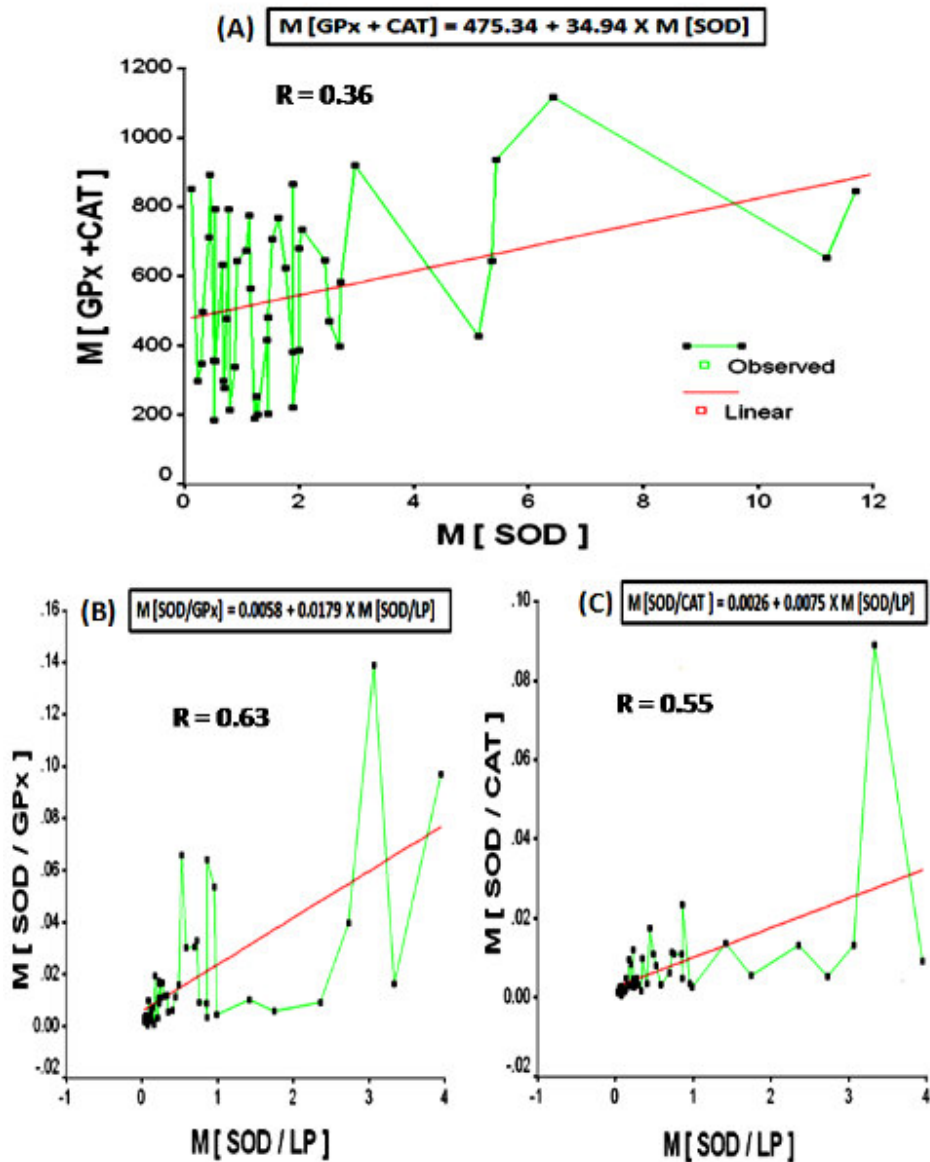 (A) M [GPx + CAT] = 475.34 + 34.94 X M [SOD]
1200
1000
800
600
400
200
0
R = 0.36
M [ GPx +CAT]
Observed
Linear
0 2 4 6 8 10 12
M [ SOD ]
(B) M [SOD/GPx] = 0.0058 + 0.0179 X M [SOD/LP]
.16
.14
.12
.10
.08
.06
.04
.02
0.00
-.02
R = 0.63
M [ SOD / GPx ]
-1 0 1 2 3 4
M [ SOD / LP ]
(C) M [SOD/CAT ] = 0.0026 + 0.0075 X M [SOD/LP]
.10
.08
.06
.04
.02
0.00
.02
R = 0.55
M [ SOD / CAT ]
-1 0 1 2 3 4
M [ SOD / LP ]